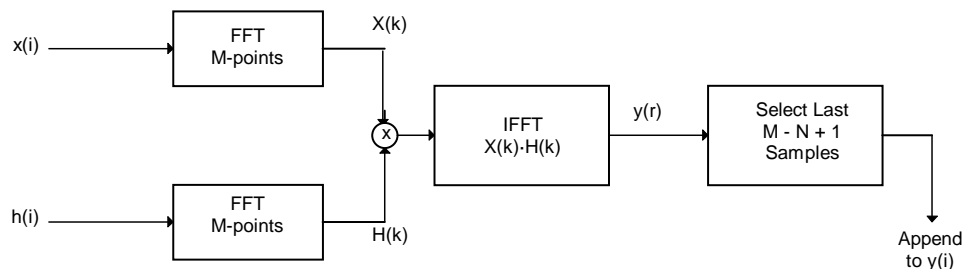 x(i)
FFT
M-points
X(k)
x
IFFT
X(k)·H(k)
y(r)
Select Last
M - N + 1
Samples
h(i)
FFT
M-points
H(k)
Append
to y(i)